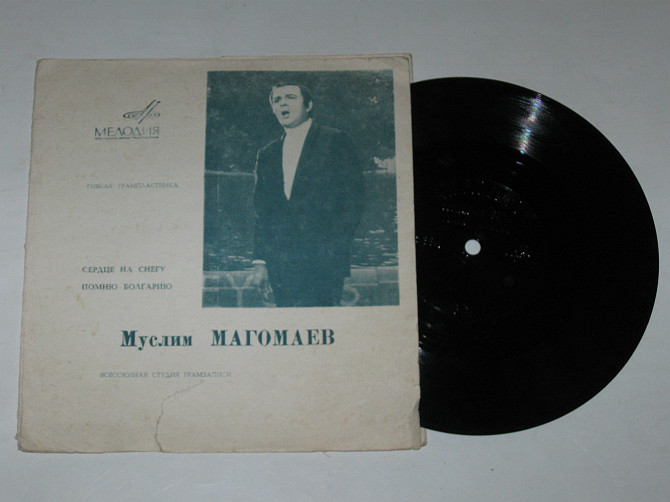 МЕЛОДИЯ
ГИБКАЯ ГРАМПЛАСТИНКА
СЕРДЦЕ НА СНЕГУ
ПОМНЮ БОЛГАРИЮ
Муслим МАГОМАЕВ
ВСЕСОЮЗНАЯ СТУДИЯ ГРАМЗАПИСИ